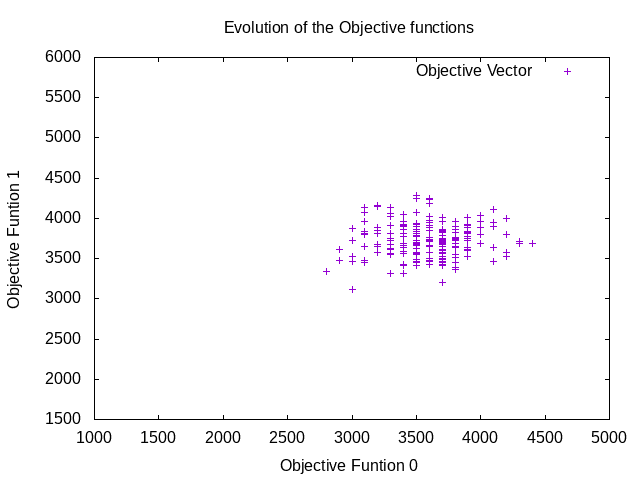 Evolution of the Objective functions
Objective Vector
6000
5500
5000
4500
4000
3500
3000
2500
2000
1500
Objective Funtion 1
1000 1500 2000 2500 3000 3500 4000 4500 5000
Objective Funtion 0